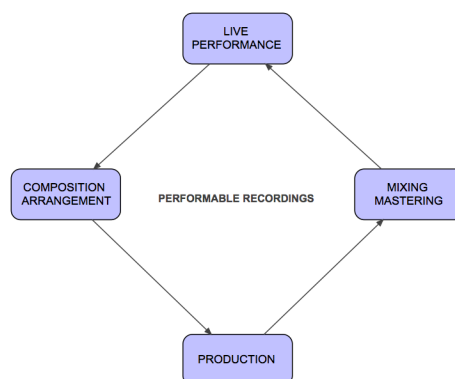 LIVE
PERFORMANCE
COMPOSITION
ARRANGEMENT
PERFORMABLE RECORDINGS
MIXING
MASTERING
PRODUCTION